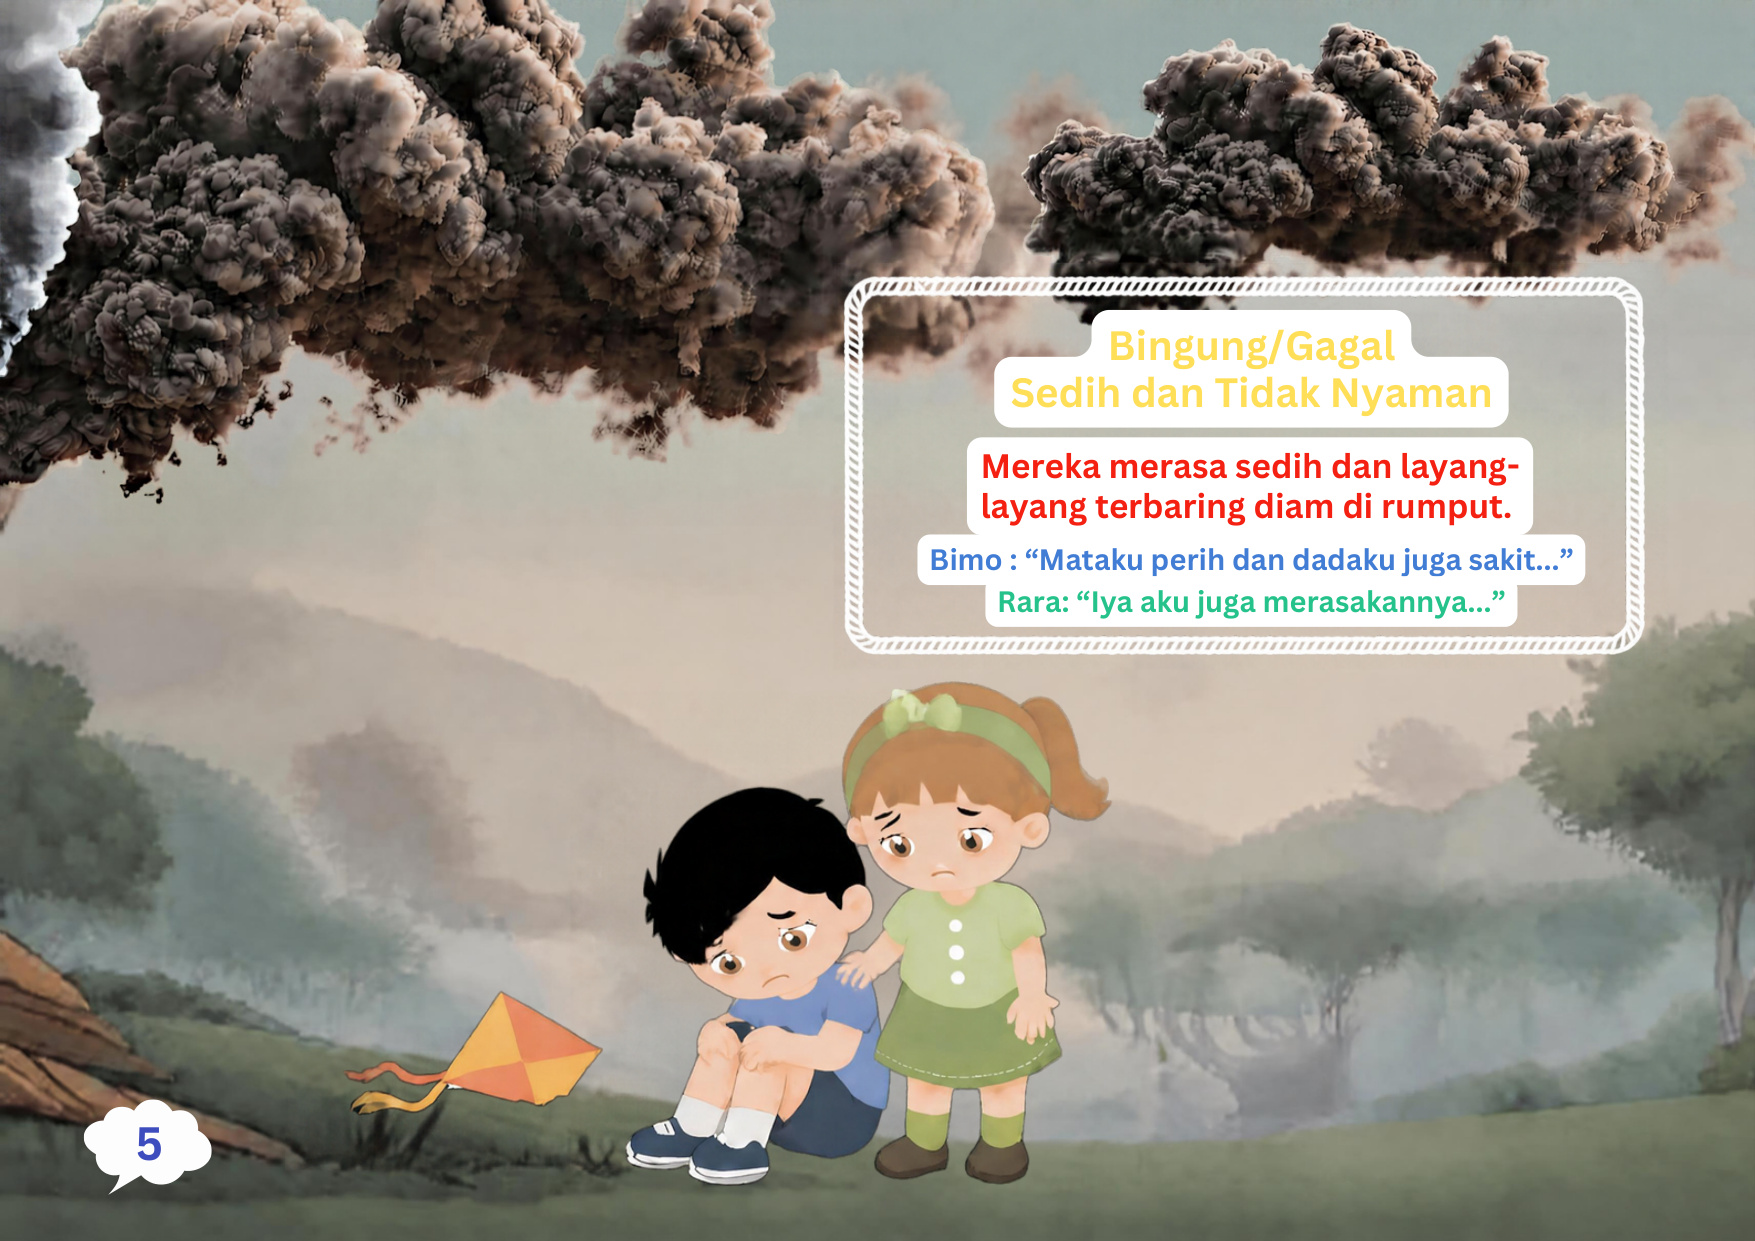 Bingung/Gagal
Sedih dan Tidak Nyaman
Mereka merasa sedih dan layang-
layang terbaring diam di rumput.
Bimo : “Mataku perih dan dadaku juga sakit...”
Rara: “Iya aku juga merasakannya...”
5